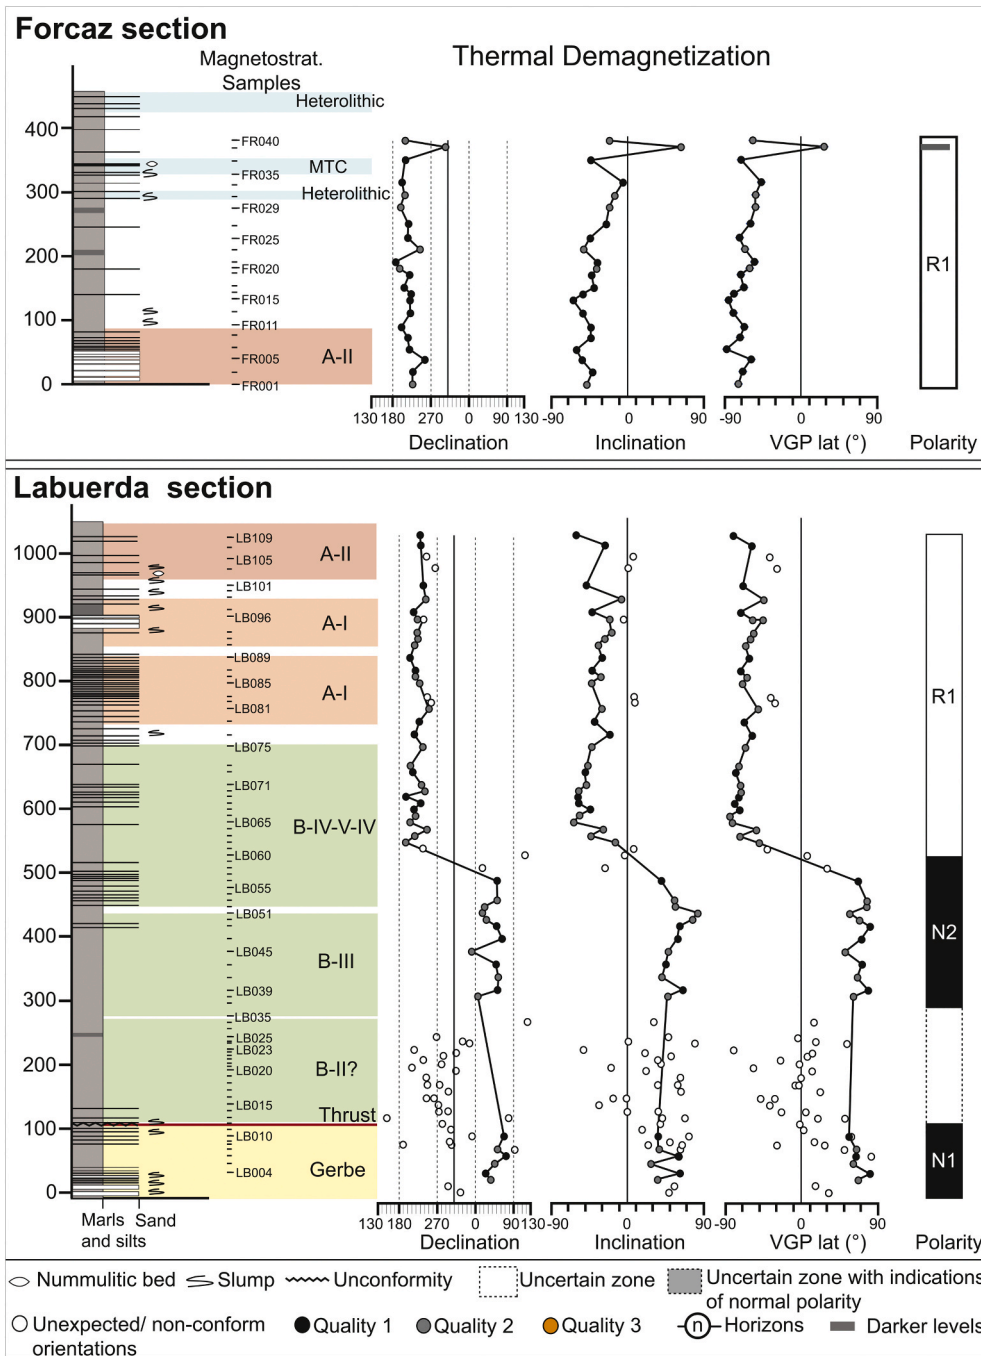 Forcaz section
Magnetostrat.
Samples
Thermal Demagnetization
400
300
200
100
0
Heterolithic
MTC
Heterolithic
A-II
FR040
FR035
FR029
FR025
FR020
FR015
FR011
FR005
FR001
130 180 270 0 90 130
Declination
-90 0 90
Inclination
-90 0 90
VGP lat (°)
R1
Polarity
Labuerda section
1000
900
800
700
600
500
400
300
200
100
0
LB109
LB105
LB101
LB096
LB089
LB085
LB081
LB075
LB071
LB065
LB060
LB055
LB051
LB045
LB039
LB035
LB025
LB023
LB020
LB015
LB010
LB004
A-II
A-I
A-I
B-IV-V-IV
B-III
B-II?
Thrust
Gerbe
Marls
and silts
Sand
130 180 270 0 90 130
Declination
-90 0 90
Inclination
-90 0 90
VGP lat (°)
R1
N2
N1
Polarity
Nummulitic bed Slump Unconformity Uncertain zone Uncertain zone with indications
of normal polarity
Unexpected/ non-conform
orientations
Quality 1 Quality 2 Quality 3 n Horizons Darker levels